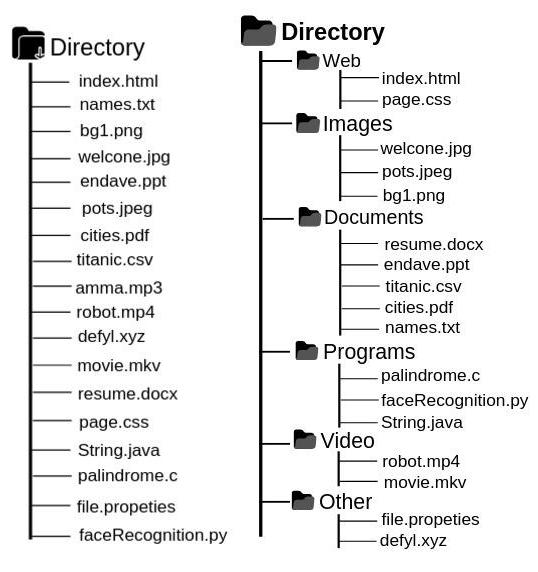 Directory
index.html
names.txt
bg1.png
welcone.jpg
endave.ppt
pots.jpeg
cities.pdf
titanic.csv
amma.mp3
robot.mp4
defyl.xyz
movie.mkv
resume.docx
page.css
String.java
palindrome.c
file.propeties
faceRecognition.py
Directory
Web
index.html
page.css
Images
welcone.jpg
pots.jpeg
bg1.png
Documents
resume.docx
endave.ppt
titanic.csv
cities.pdf
names.txt
Programs
palindrome.c
faceRecognition.py
String.java
Video
robot.mp4
movie.mkv
Other
file.propeties
defyl.xyz